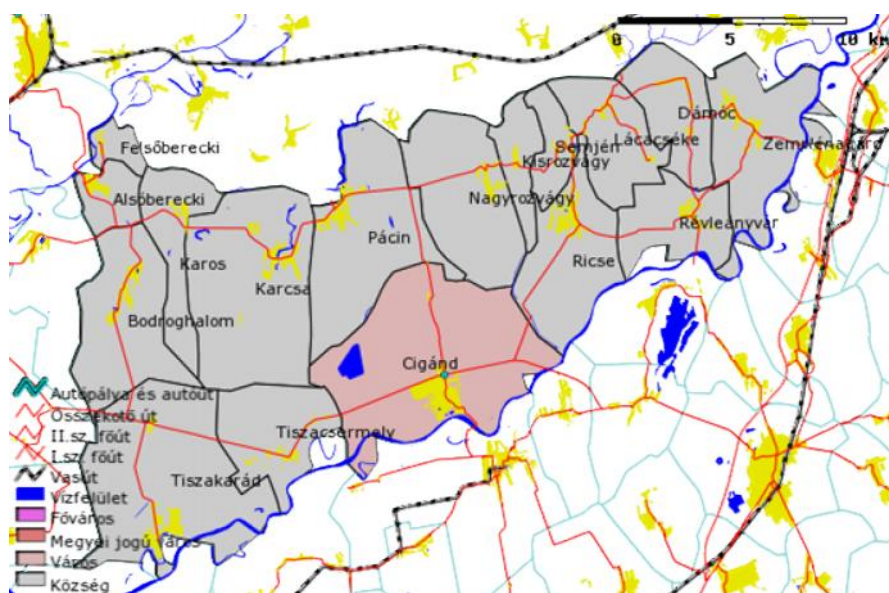 0 5 10 km
Felsőberecki
Alsóberecki
Karos
Karcsa
Bodroghalom
Pácin
Nagyrozvágy
Kisrozvágy
Semjén
Lácacséke
Dámóc
Zemplénagárd
Révleányvár
Ricse
Cigánd
Tiszacsermely
Tiszakarád
Autópálya és autóút
Összekötő út
II.sz. főút
I.sz. főút
Vasút
Vízfelület
Főváros
Megyei jogú város
Város
Község